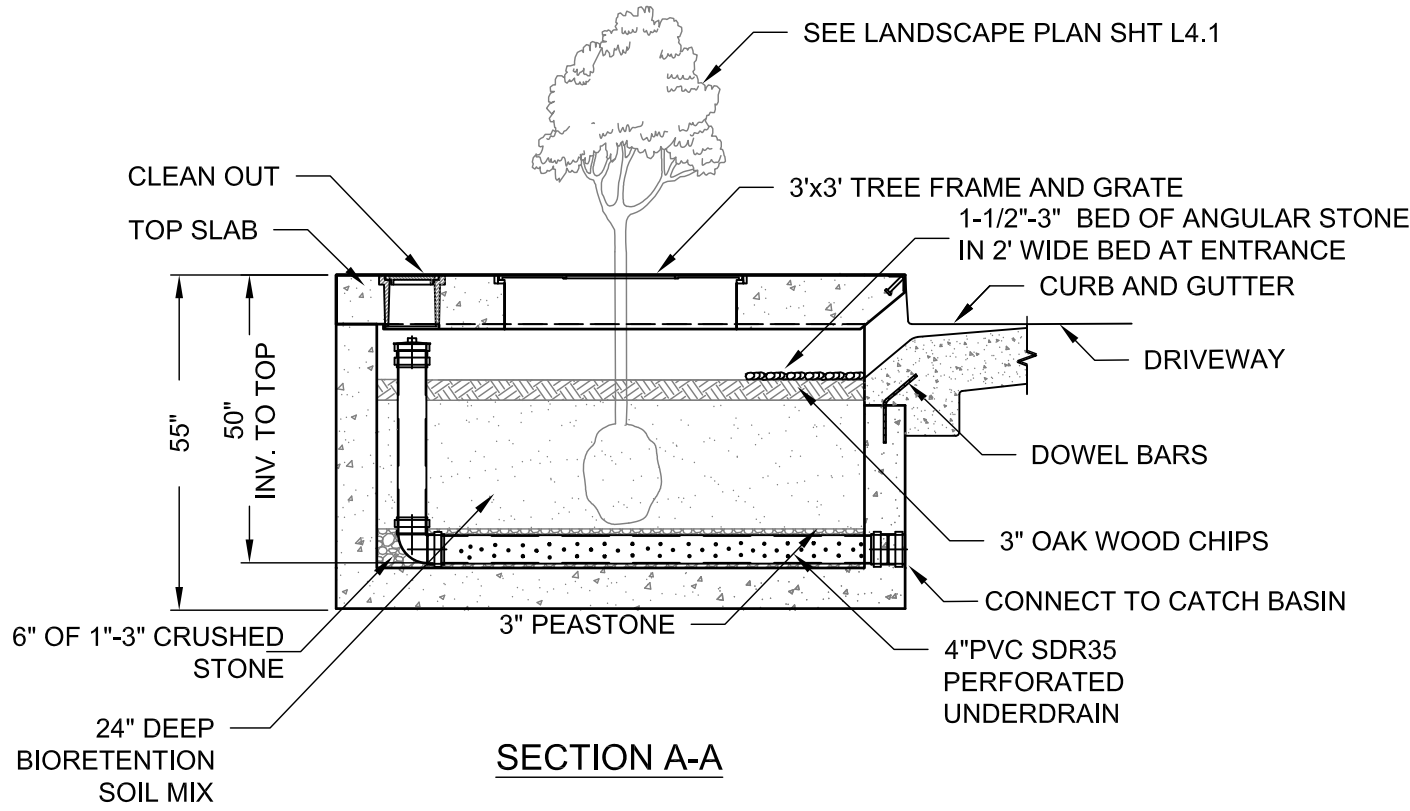 SEE LANDSCAPE PLAN SHT L4.1
CLEAN OUT
3'x3' TREE FRAME AND GRATE
TOP SLAB
1-1/2"-3" BED OF ANGULAR STONE
IN 2' WIDE BED AT ENTRANCE
CURB AND GUTTER
DRIVEWAY
55"
50"
INV. TO TOP
DOWEL BARS
3" OAK WOOD CHIPS
CONNECT TO CATCH BASIN
3" PEASTONE
6" OF 1"-3" CRUSHED
STONE
4"PVC SDR35
PERFORATED
UNDERDRAIN
24" DEEP
BIORETENTION
SOIL MIX
SECTION A-A